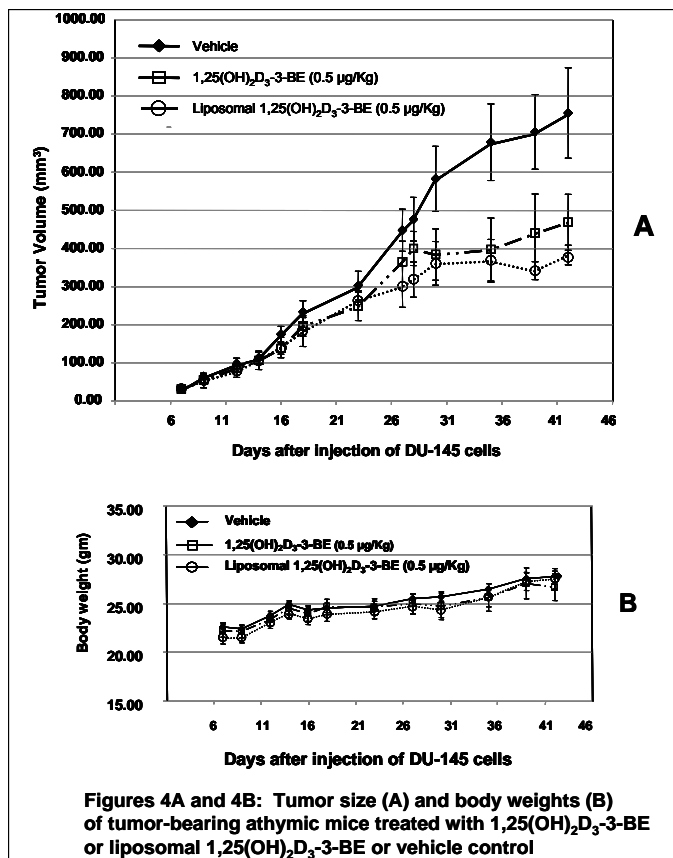 1000.00
900.00
800.00
700.00
600.00
500.00
400.00
300.00
200.00
100.00
0.00
Tumor Volume (mm³)
Vehicle
1,25(OH)₂D₃-3-BE (0.5 µg/Kg)
Liposomal 1,25(OH)₂D₃-3-BE (0.5 µg/Kg)
A
6 11 16 21 26 31 36 41 46
Days after injection of DU-145 cells
35.00
30.00
25.00
20.00
15.00
Body weight (gm)
Vehicle
1,25(OH)₂D₃-3-BE (0.5 µg/Kg)
Liposomal 1,25(OH)₂D₃-3-BE (0.5 µg/Kg)
B
6 11 16 21 26 31 36 42 46
Days after injection of DU-145 cells
Figures 4A and 4B: Tumor size (A) and body weights (B)
of tumor-bearing athymic mice treated with 1,25(OH)₂D₃-3-BE
or liposomal 1,25(OH)₂D₃-3-BE or vehicle control